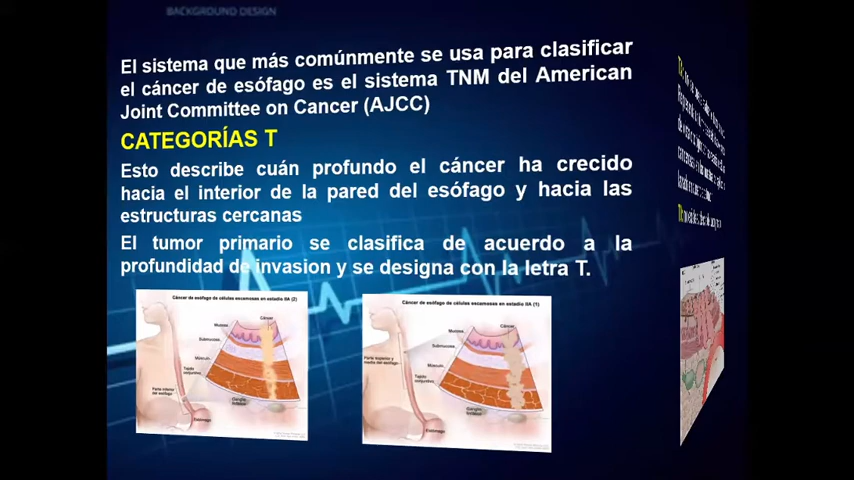 BACKGROUND DESIGN
El sistema que más comúnmente se usa para clasificar
el cáncer de esófago es el sistema TNM del American
Joint Committee on Cancer (AJCC)
CATEGORÍAS T
Esto describe cuán profundo el cáncer ha crecido
hacia el interior de la pared del esófago y hacia las
estructuras cercanas
El tumor primario se clasifica de acuerdo a la
profundidad de invasion y se designa con la letra T.
Cáncer de esófago de células escamosas en estadio IIA (2)
Cáncer
Mucosa
Submucosa
Músculo
Tejido
conjuntivo
Parte inferior
del esófago
Ganglio
linfático
Estómago
Cáncer de esófago de células escamosas en estadio IIA (1)
Cáncer
Mucosa
Submucosa
Músculo
Parte superior y
media del esófago
Tejido
conjuntivo
Ganglio
linfático
Estómago